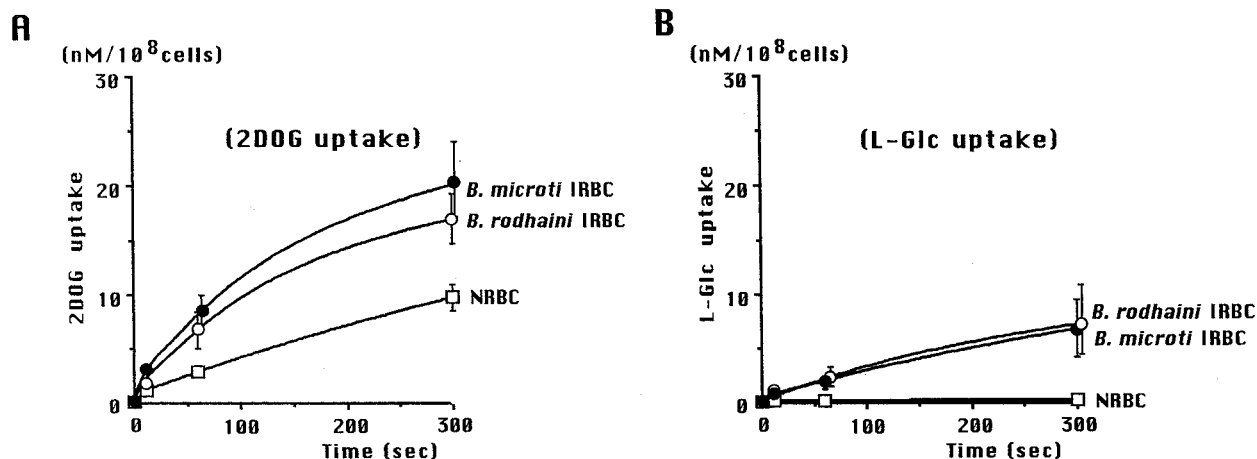 A
(nM/10⁸cells)
30
20
10
0
2DOG uptake
(2DOG uptake)
B. microti IRBC
B. rodhaini IRBC
NRBC
0 100 200 300
Time (sec)
B
(nM/10⁸cells)
30
20
10
0
L-Glc uptake
(L-Glc uptake)
B. rodhaini IRBC
B. microti IRBC
NRBC
0 100 200 300
Time (sec)